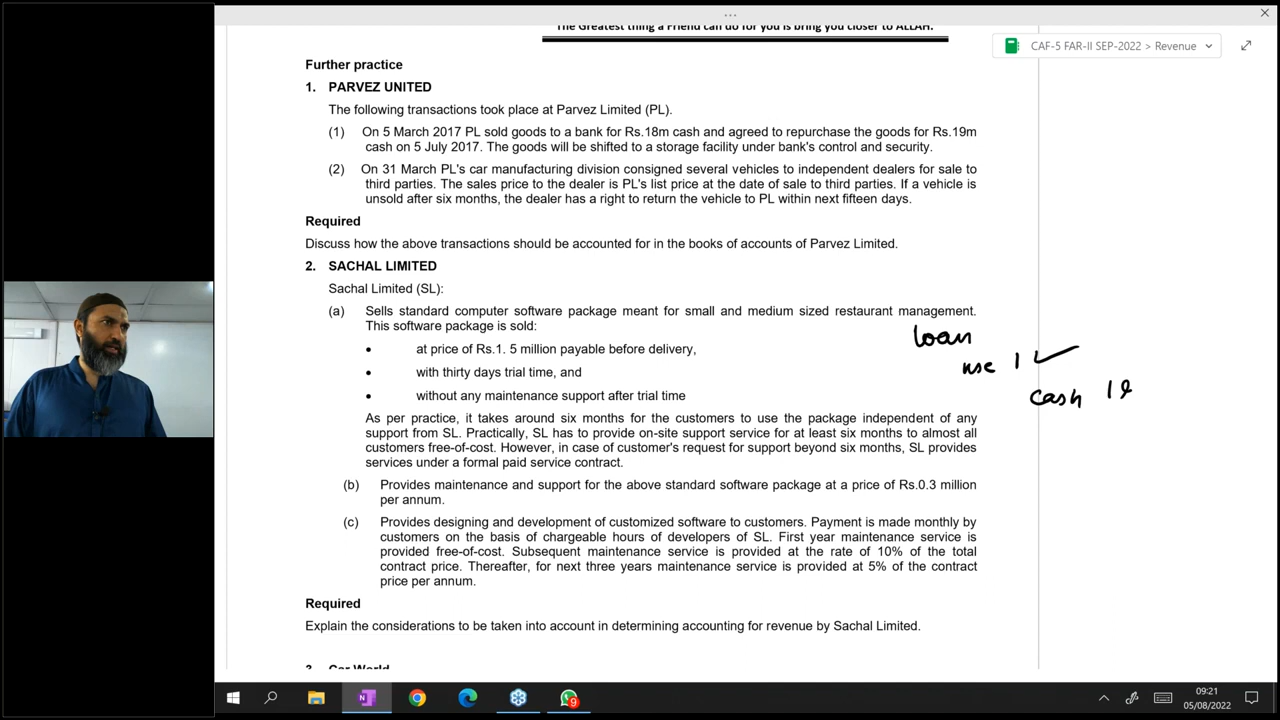 The Greatest thing a Friend can do for you is bring you closer to ALLAH.
CAF-5 FAR-II SEP-2022 > Revenue
Further practice
1. PARVEZ UNITED
The following transactions took place at Parvez Limited (PL).
(1) On 5 March 2017 PL sold goods to a bank for Rs.18m cash and agreed to repurchase the goods for Rs.19m
cash on 5 July 2017. The goods will be shifted to a storage facility under bank's control and security.
(2) On 31 March PL's car manufacturing division consigned several vehicles to independent dealers for sale to
third parties. The sales price to the dealer is PL's list price at the date of sale to third parties. If a vehicle is
unsold after six months, the dealer has a right to return the vehicle to PL within next fifteen days.
Required
Discuss how the above transactions should be accounted for in the books of accounts of Parvez Limited.
2. SACHAL LIMITED
Sachal Limited (SL):
(a) Sells standard computer software package meant for small and medium sized restaurant management.
This software package is sold:
• at price of Rs.1. 5 million payable before delivery,
• with thirty days trial time, and
• without any maintenance support after trial time
loan
use 1 ✓
cash 18
As per practice, it takes around six months for the customers to use the package independent of any
support from SL. Practically, SL has to provide on-site support service for at least six months to almost all
customers free-of-cost. However, in case of customer's request for support beyond six months, SL provides
services under a formal paid service contract.
(b) Provides maintenance and support for the above standard software package at a price of Rs.0.3 million
per annum.
(c) Provides designing and development of customized software to customers. Payment is made monthly by
customers on the basis of chargeable hours of developers of SL. First year maintenance service is
provided free-of-cost. Subsequent maintenance service is provided at the rate of 10% of the total
contract price. Thereafter, for next three years maintenance service is provided at 5% of the contract
price per annum.
Required
Explain the considerations to be taken into account in determining accounting for revenue by Sachal Limited.
3. Car World
9
09:21
05/08/2022